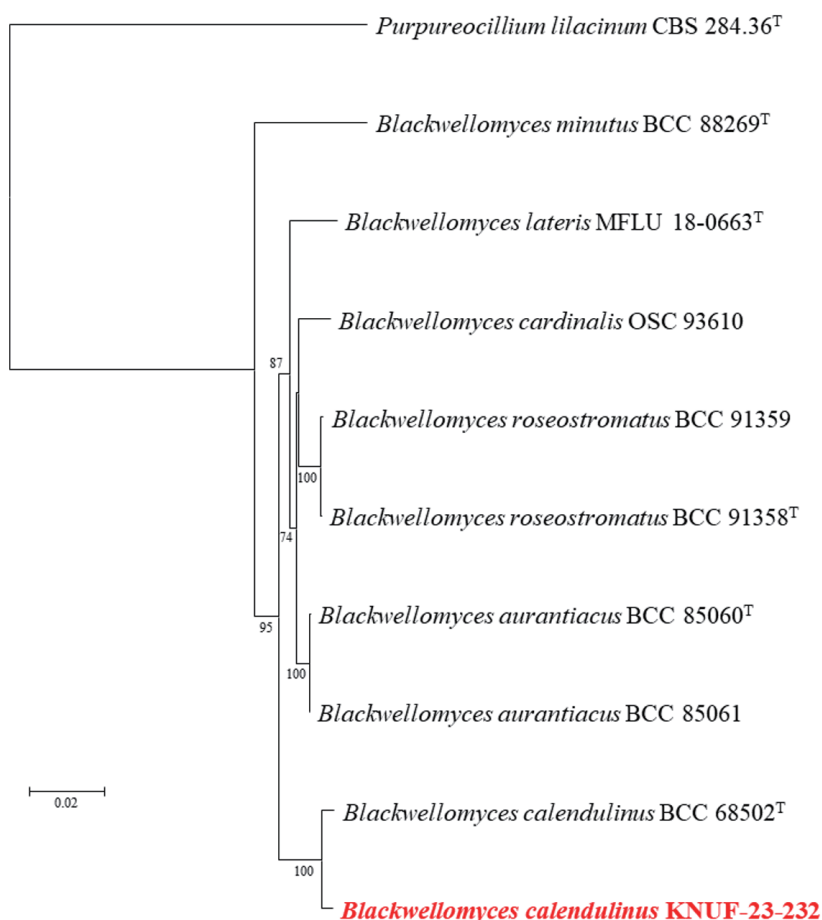 Purpureocillium lilacinum CBS 284.36ᵀ
Blackwellomyces minutus BCC 88269ᵀ
Blackwellomyces lateris MFLU 18-0663ᵀ
Blackwellomyces cardinalis OSC 93610
87
Blackwellomyces roseostromatus BCC 91359
100
Blackwellomyces roseostromatus BCC 91358ᵀ
74
Blackwellomyces aurantiacus BCC 85060ᵀ
95
100
Blackwellomyces aurantiacus BCC 85061
0.02
Blackwellomyces calendulinus BCC 68502ᵀ
100
Blackwellomyces calendulinus KNUF-23-232